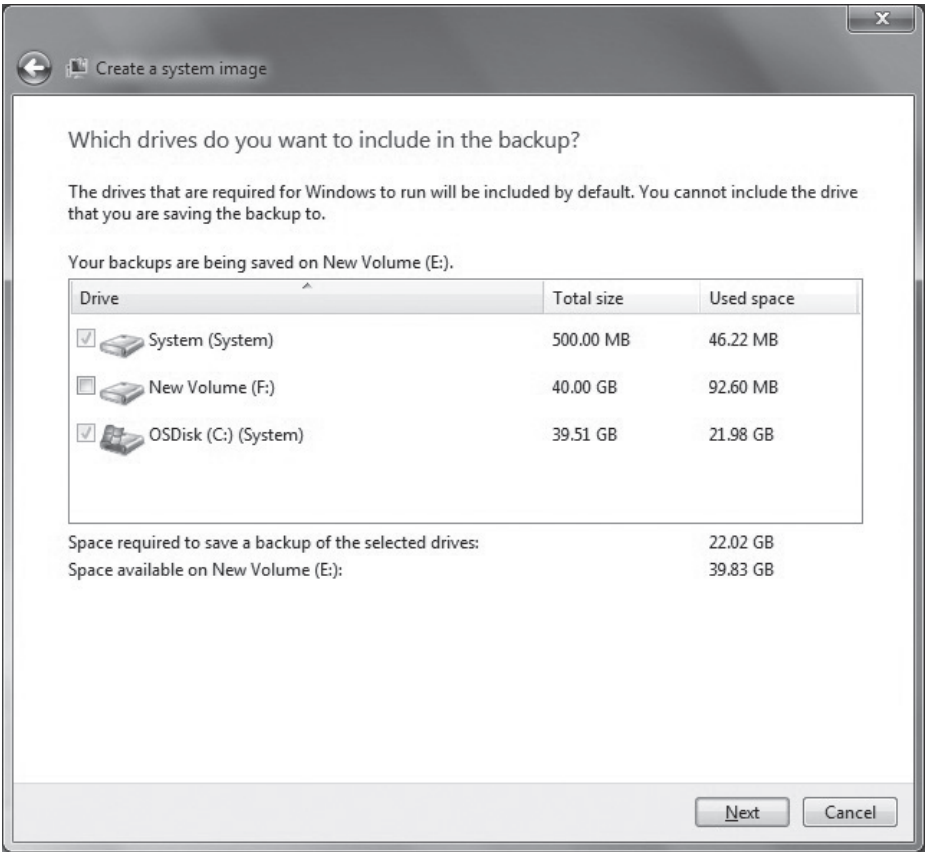 Create a system image
Which drives do you want to include in the backup?
The drives that are required for Windows to run will be included by default. You cannot include the drive
that you are saving the backup to.
Your backups are being saved on New Volume (E:).
Drive Total size Used space
System (System) 500.00 MB 46.22 MB
New Volume (F:) 40.00 GB 92.60 MB
OSDisk (C:) (System) 39.51 GB 21.98 GB
Space required to save a backup of the selected drives: 22.02 GB
Space available on New Volume (E:): 39.83 GB
Next Cancel